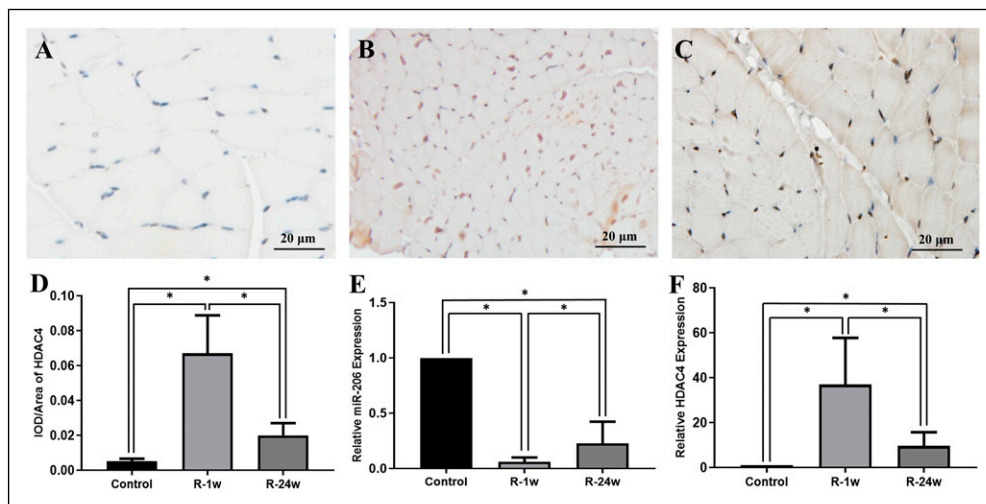 A
B
C
20 μm
20 μm
20 μm
D
IOD/Area of HDAC4
0.10
0.08
0.06
0.04
0.02
0.00
*
*
*
Control
R-1w
R-24w
E
Relative miR-206 Expression
1.5
1.0
0.5
0.0
*
*
*
Control
R-1w
R-24w
F
Relative HDAC4 Expression
80
60
40
20
0
*
*
*
Control
R-1w
R-24w